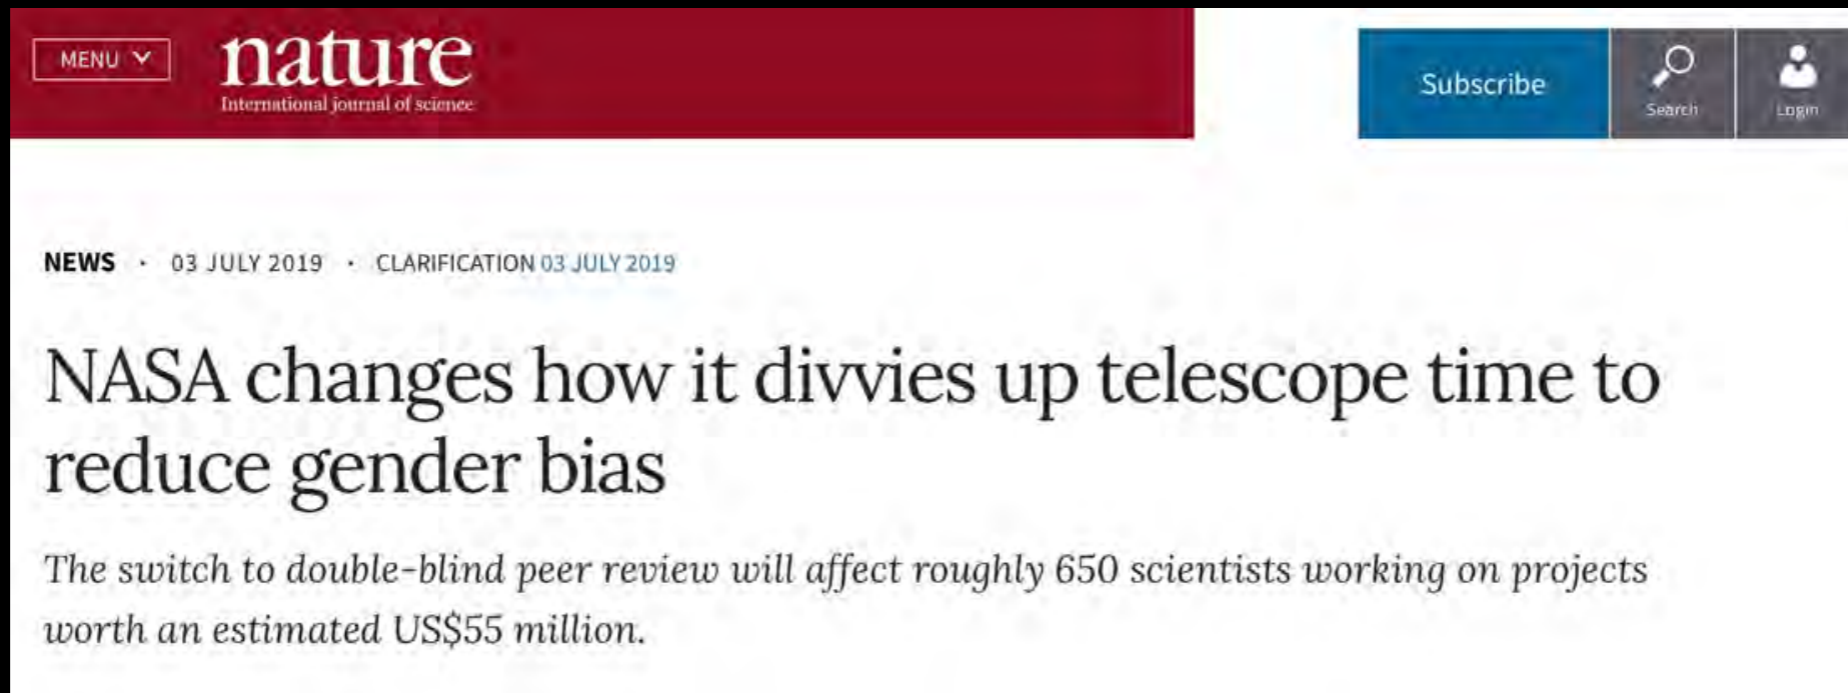 MENU
nature
International journal of science
Subscribe
Search
Login
NEWS · 03 JULY 2019 · CLARIFICATION 03 JULY 2019
NASA changes how it divvies up telescope time to
reduce gender bias
The switch to double-blind peer review will affect roughly 650 scientists working on projects
worth an estimated US$55 million.